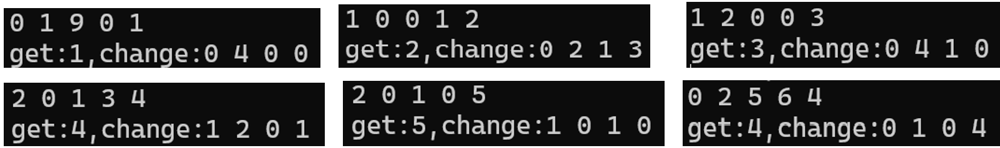 0 1 9 0 1
get:1,change:0 4 0 0
1 0 0 1 2
get:2,change:0 2 1 3
1 2 0 0 3
get:3,change:0 4 1 0
2 0 1 3 4
get:4,change:1 2 0 1
2 0 1 0 5
get:5,change:1 0 1 0
0 2 5 6 4
get:4,change:0 1 0 4